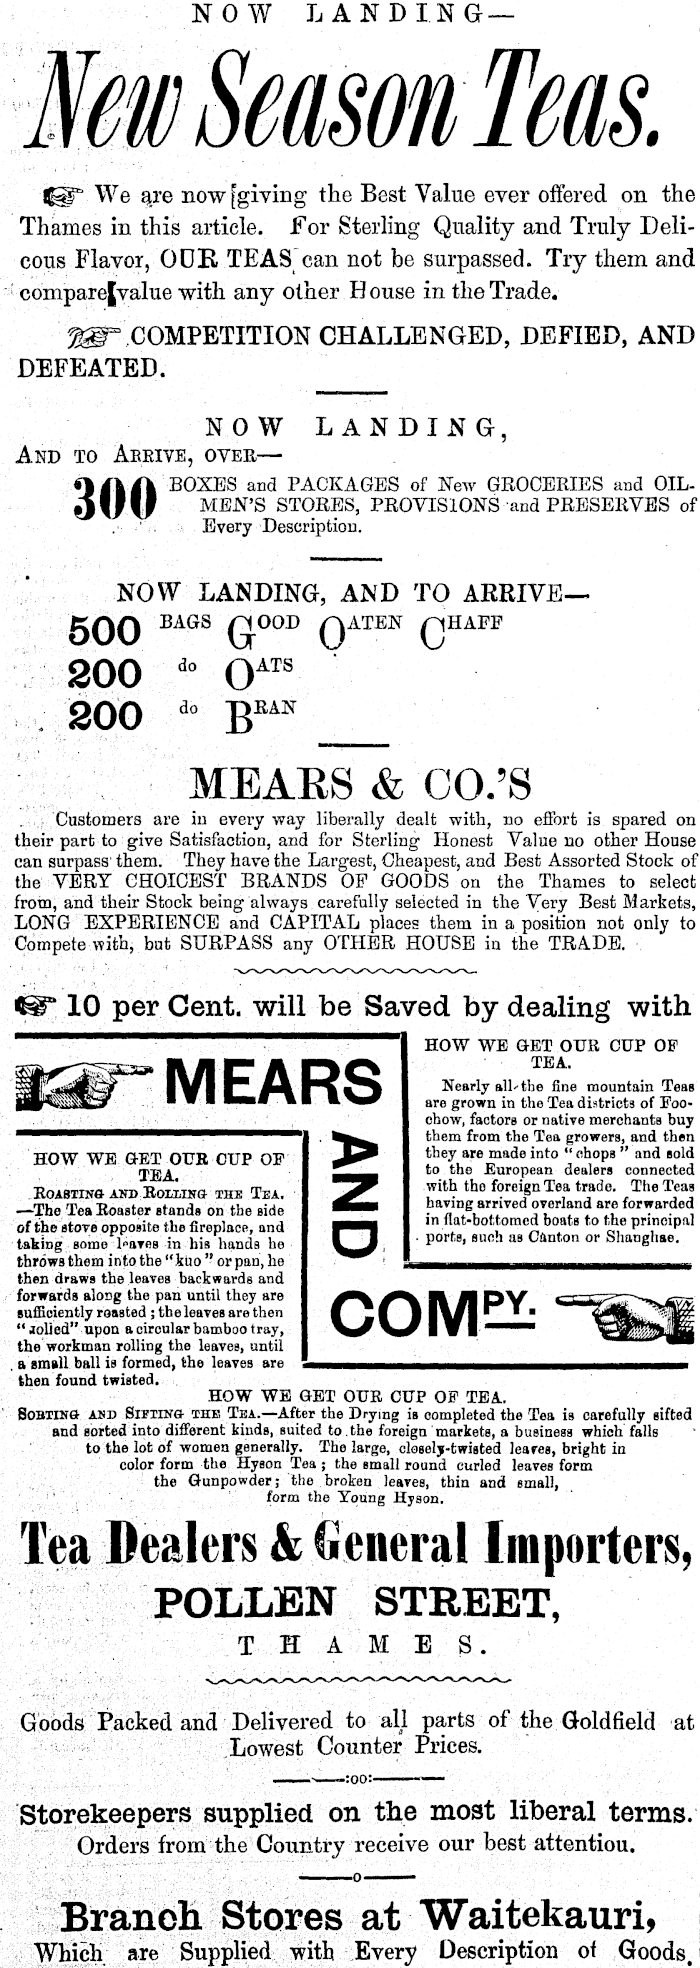 NOW LANDING—
New Season Teas.
We are now giving the Best Value ever offered on the
Thames in this article. For Sterling Quality and Truly Deli-
cous Flavor, OUR TEAS can not be surpassed. Try them and
compare value with any other House in the Trade.
COMPETITION CHALLENGED, DEFIED, AND
DEFEATED.
NOW LANDING,
AND TO ARRIVE, OVER—
300 BOXES and PACKAGES of New GROCERIES and OIL-
MEN'S STORES, PROVISIONS and PRESERVES of
Every Description.
NOW LANDING, AND TO ARRIVE—
500 BAGS GOOD OATEN CHAFF
200 do OATS
200 do BRAN
MEARS & CO.'S
Customers are in every way liberally dealt with, no effort is spared on
their part to give Satisfaction, and for Sterling Honest Value no other House
can surpass them. They have the Largest, Cheapest, and Best Assorted Stock of
the VERY CHOICEST BRANDS OF GOODS on the Thames to select
from, and their Stock being always carefully selected in the Very Best Markets,
LONG EXPERIENCE and CAPITAL places them in a position not only to
Compete with, but SURPASS any OTHER HOUSE in the TRADE.
10 per Cent. will be Saved by dealing with
MEARS
AND
COMPY.
HOW WE GET OUR CUP OF
TEA.
Nearly all the fine mountain Teas
are grown in the Tea districts of Foo-
chow, factors or native merchants buy
them from the Tea growers, and then
they are made into "chops" and sold
to the European dealers connected
with the foreign Tea trade. The Teas
having arrived overland are forwarded
in flat-bottomed boats to the principal
ports, such as Canton or Shanghae.
HOW WE GET OUR CUP OF
TEA.
ROASTING AND ROLLING THE TEA.
—The Tea Roaster stands on the side
of the stove opposite the fireplace, and
taking some leaves in his hands he
throws them into the "kuo" or pan, he
then draws the leaves backwards and
forwards along the pan until they are
sufficiently roasted; the leaves are then
"rolled" upon a circular bamboo tray,
the workman rolling the leaves, until
a small ball is formed, the leaves are
then found twisted.
HOW WE GET OUR CUP OF TEA.
SORTING AND SIFTING THE TEA.—After the Drying is completed the Tea is carefully sifted
and sorted into different kinds, suited to the foreign markets, a business which falls
to the lot of women generally. The large, closely-twisted leaves, bright in
color form the Hyson Tea; the small round curled leaves form
the Gunpowder; the broken leaves, thin and small,
form the Young Hyson.
Tea Dealers & General Importers,
POLLEN STREET,
THAMES.
Goods Packed and Delivered to all parts of the Goldfield at
Lowest Counter Prices.
:oo:
Storekeepers supplied on the most liberal terms.
Orders from the Country receive our best attention.
o
Branch Stores at Waitekauri,
Which are Supplied with Every Description of Goods.